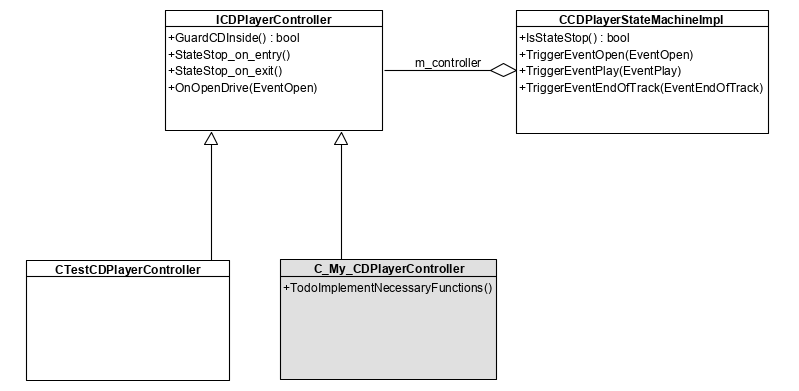 ICDPlayerController
+GuardCDInside() : bool
+StateStop_on_entry()
+StateStop_on_exit()
+OnOpenDrive(EventOpen)
m_controller
CCDPlayerStateMachineImpl
+IsStateStop() : bool
+TriggerEventOpen(EventOpen)
+TriggerEventPlay(EventPlay)
+TriggerEventEndOfTrack(EventEndOfTrack)
CTestCDPlayerController
C_My_CDPlayerController
+TodoImplementNecessaryFunctions()